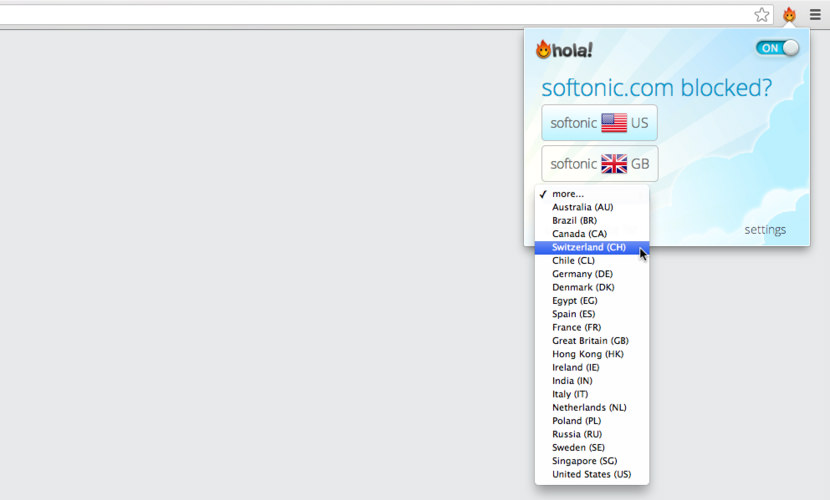 hola!
ON
softonic.com blocked?
softonic US
softonic GB
✓ more...
Australia (AU)
Brazil (BR)
Canada (CA)
Switzerland (CH)
Chile (CL)
Germany (DE)
Denmark (DK)
Egypt (EG)
Spain (ES)
France (FR)
Great Britain (GB)
Hong Kong (HK)
Ireland (IE)
India (IN)
Italy (IT)
Netherlands (NL)
Poland (PL)
Russia (RU)
Sweden (SE)
Singapore (SG)
United States (US)
settings